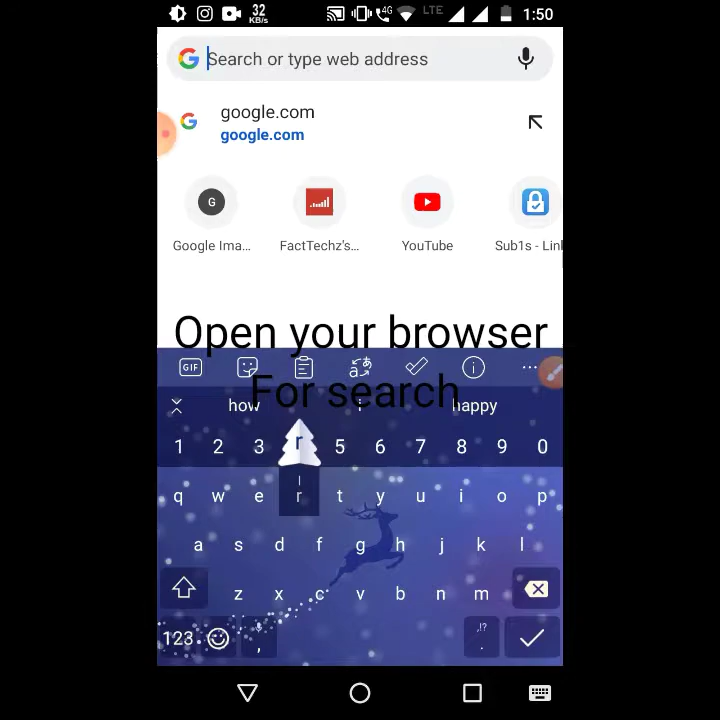 32
KB/s
4G
LTE
1:50
Search or type web address
google.com
google.com
G
Google Ima...
FactTechz's...
YouTube
Sub1s - Lin
Open your browser
For search
GIF
how
i
happy
1 2 3 r 5 6 7 8 9 0
q w e r t y u i o p
a s d f g h j k l
z x c v b n m
123
,
,!?
.